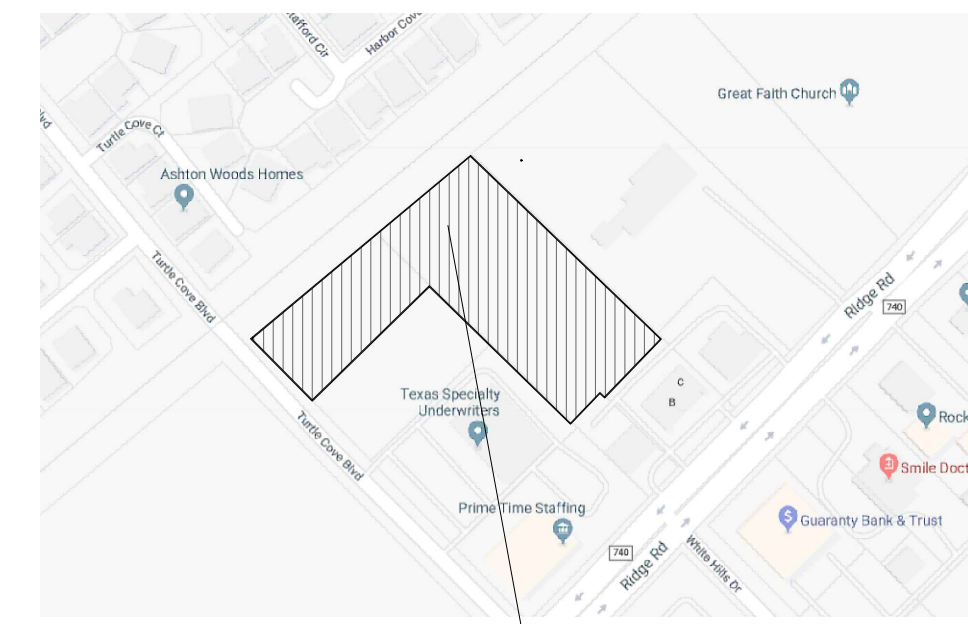 Harbor Cove
Great Faith Church
Turtle Cove Ct
Ashton Woods Homes
Turtle Cove Blvd
Ridge Rd
740
C
B
Texas Specialty
Underwriters
Turtle Cove Blvd
Rock
Smile Doct
Prime Time Staffing
Guaranty Bank & Trust
740
Ridge Rd
White Hills Dr